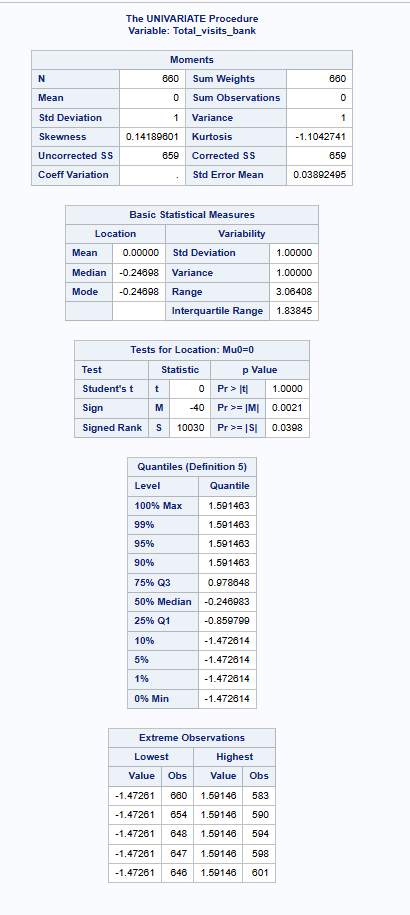 The UNIVARIATE Procedure
Variable: Total_visits_bank
Moments
N 660 Sum Weights 660
Mean 0 Sum Observations 0
Std Deviation 1 Variance 1
Skewness 0.14189601 Kurtosis -1.1042741
Uncorrected SS 659 Corrected SS 659
Coeff Variation . Std Error Mean 0.03892495
Basic Statistical Measures
Location Variability
Mean 0.00000 Std Deviation 1.00000
Median -0.24698 Variance 1.00000
Mode -0.24698 Range 3.06408
Interquartile Range 1.83845
Tests for Location: Mu0=0
Test Statistic p Value
Student's t t 0 Pr > |t| 1.0000
Sign M -40 Pr >= |M| 0.0021
Signed Rank S 10030 Pr >= |S| 0.0398
Quantiles (Definition 5)
Level Quantile
100% Max 1.591463
99% 1.591463
95% 1.591463
90% 1.591463
75% Q3 0.978648
50% Median -0.246983
25% Q1 -0.859799
10% -1.472614
5% -1.472614
1% -1.472614
0% Min -1.472614
Extreme Observations
Lowest Highest
Value Obs Value Obs
-1.47261 660 1.59146 583
-1.47261 654 1.59146 590
-1.47261 648 1.59146 594
-1.47261 647 1.59146 598
-1.47261 646 1.59146 601